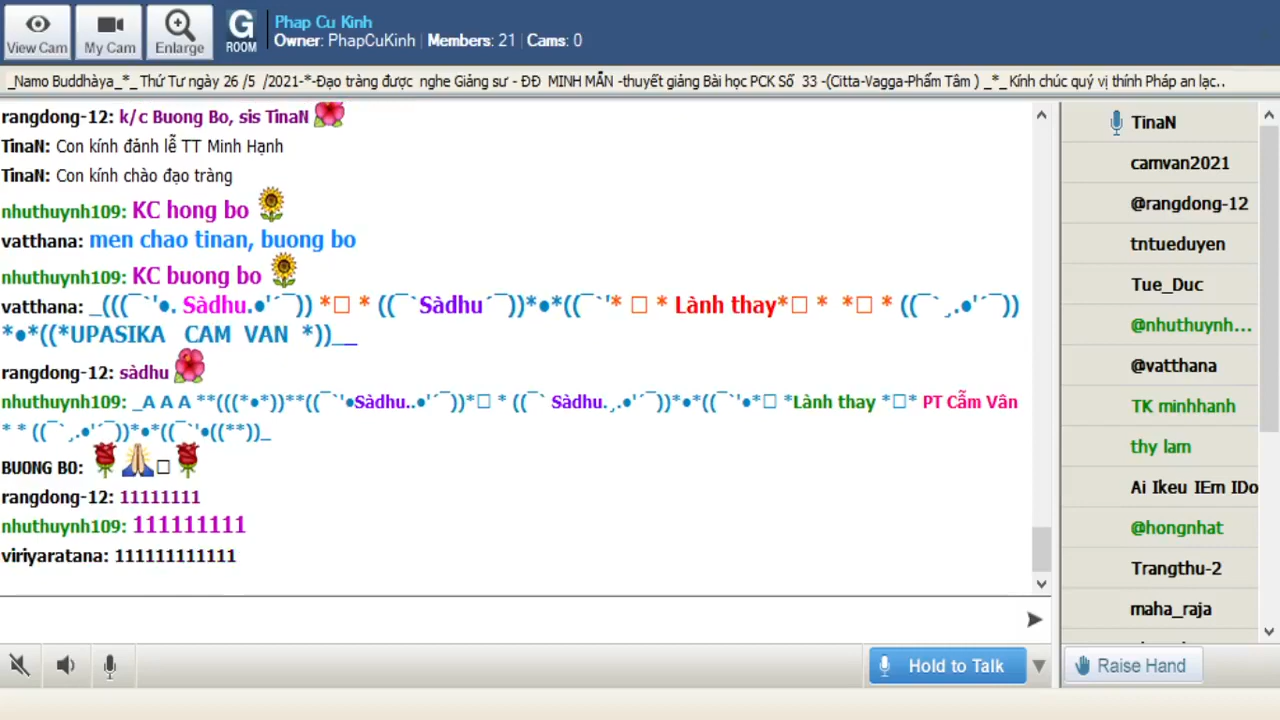 View Cam
My Cam
Enlarge
G
ROOM
Phap Cu Kinh
Owner: PhapCuKinh | Members: 21 | Cams: 0
_Namo Buddhàya_*_Thứ Tư ngày 26 /5 /2021-*-Đạo tràng được nghe Giảng sư - ĐĐ MINH MẪN -thuyết giảng Bài học PCK Số 33 -(Citta-Vagga-Phẩm Tâm ) _*_Kính chúc quý vị thính Pháp an lạc..
rangdong-12: k/c Buong Bo, sis TinaN
TinaN: Con kính đảnh lễ TT Minh Hạnh
TinaN: Con kính chào đạo tràng
nhuthuynh109: KC hong bo
vatthana: men chao tinan, buong bo
nhuthuynh109: KC buong bo
vatthana: _(((¯`'•. Sàdhu.•'´¯)) *□ * ((¯`Sàdhu´¯))*•*((¯`'* □ * Lành thay*□ * *□ * ((¯`¸.•'´¯))
*•*((*UPASIKA CAM VAN *))__
rangdong-12: sàdhu
nhuthuynh109: _A A A **(((*•*))**((¯`'•Sàdhu..•'´¯))*□ * ((¯` Sàdhu.¸.•'´¯))*•*((¯`'•*□ *Lành thay *□* PT Cẩm Vân
* * ((¯`¸.•'´¯))*•*((¯`'•((**))_
BUONG BO: □
rangdong-12: 11111111
nhuthuynh109: 111111111
viriyaratana: 111111111111
TinaN
camvan2021
@rangdong-12
tntueduyen
Tue_Duc
@nhuthuynh...
@vatthana
TK minhhanh
thy lam
Ai Ikeu IEm IDo
@hongnhat
Trangthu-2
maha_raja
Hold to Talk
Raise Hand